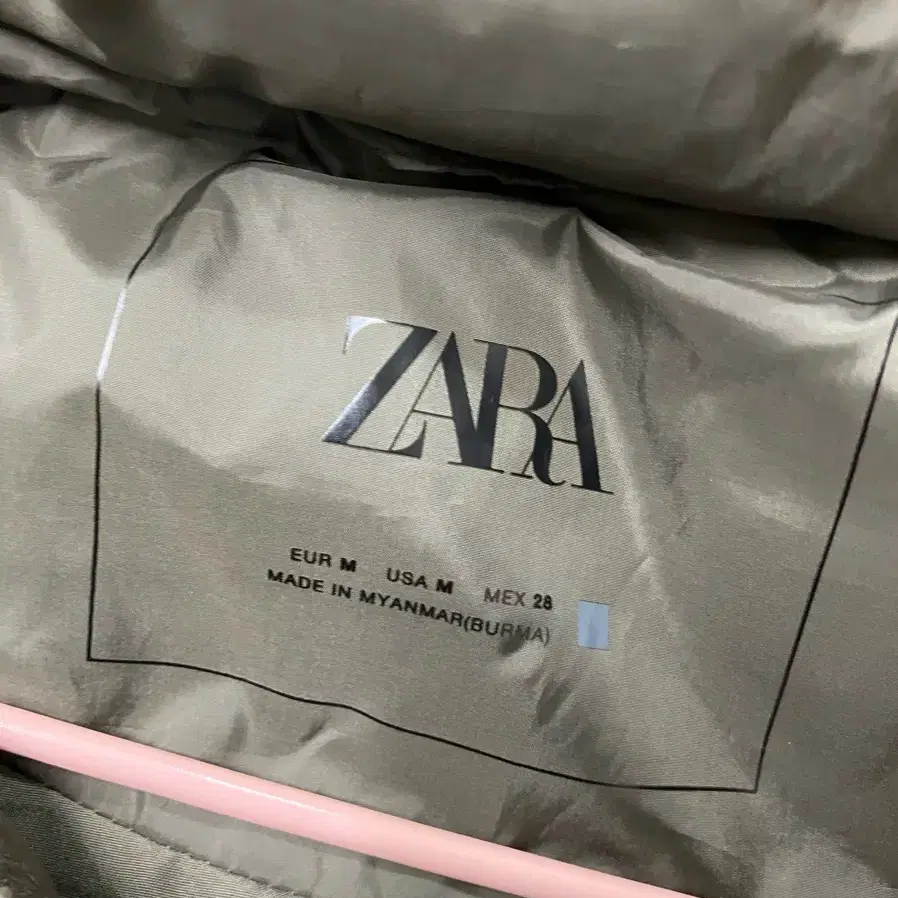 ZARA
EUR M USA M MEX 28
MADE IN MYANMAR(BURMA)